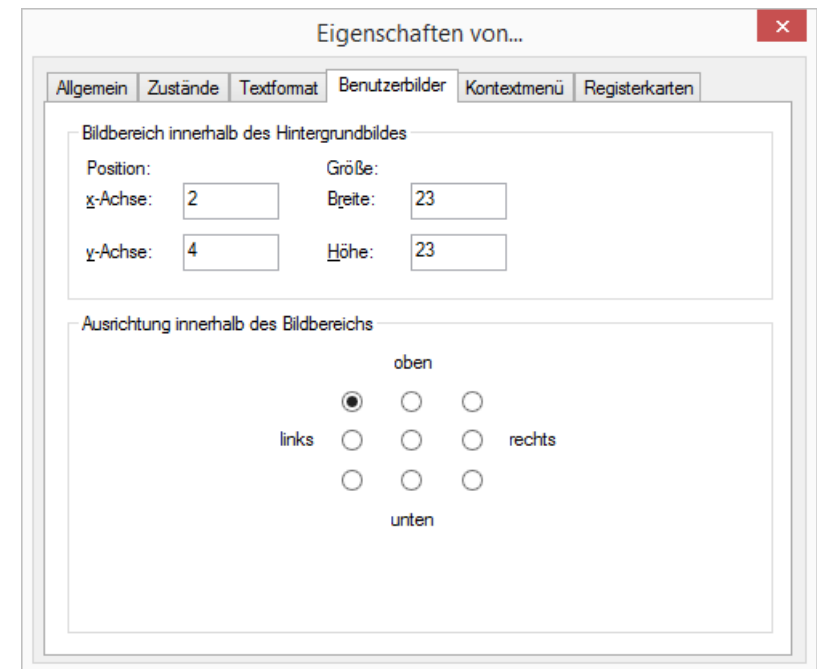 Eigenschaften von...
Allgemein Zustände Textformat Benutzerbilder Kontextmenü Registerkarten
Bildbereich innerhalb des Hintergrundbildes
Position: Größe:
x-Achse: 2 Breite: 23
y-Achse: 4 Höhe: 23
Ausrichtung innerhalb des Bildbereichs
oben
links rechts
unten